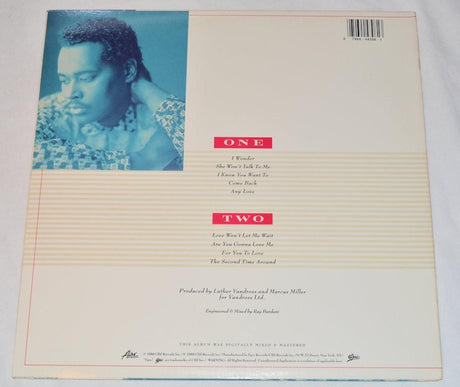 ONE
I Wonder
She Won't Talk To Me
I Know You Want To
Come Back
Any Love
TWO
Love Won't Let Me Wait
Are You Gonna Love Me
For You To Love
The Second Time Around
Produced by Luther Vandross and Marcus Miller
for Vandross Ltd.
Engineered & Mixed by Ray Bardani
THIS ALBUM WAS DIGITALLY MIXED & MASTERED
Epic